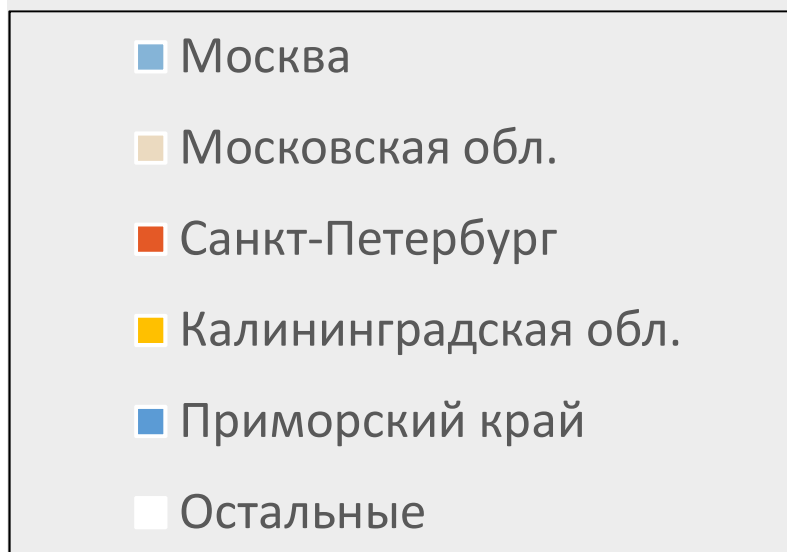 Москва
Московская обл.
Санкт-Петербург
Калининградская обл.
Приморский край
Остальные